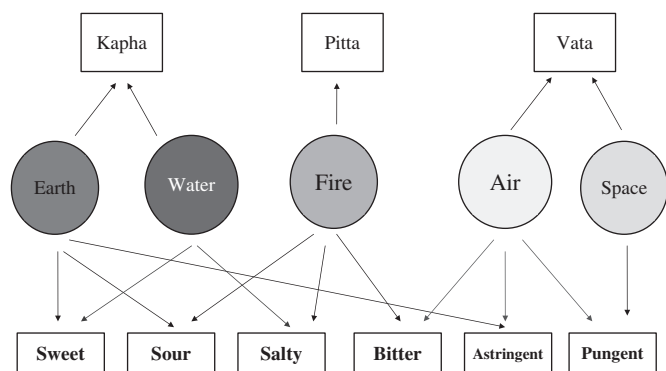 Kapha Pitta Vata
Earth Water Fire Air Space
Sweet Sour Salty Bitter Astringent Pungent